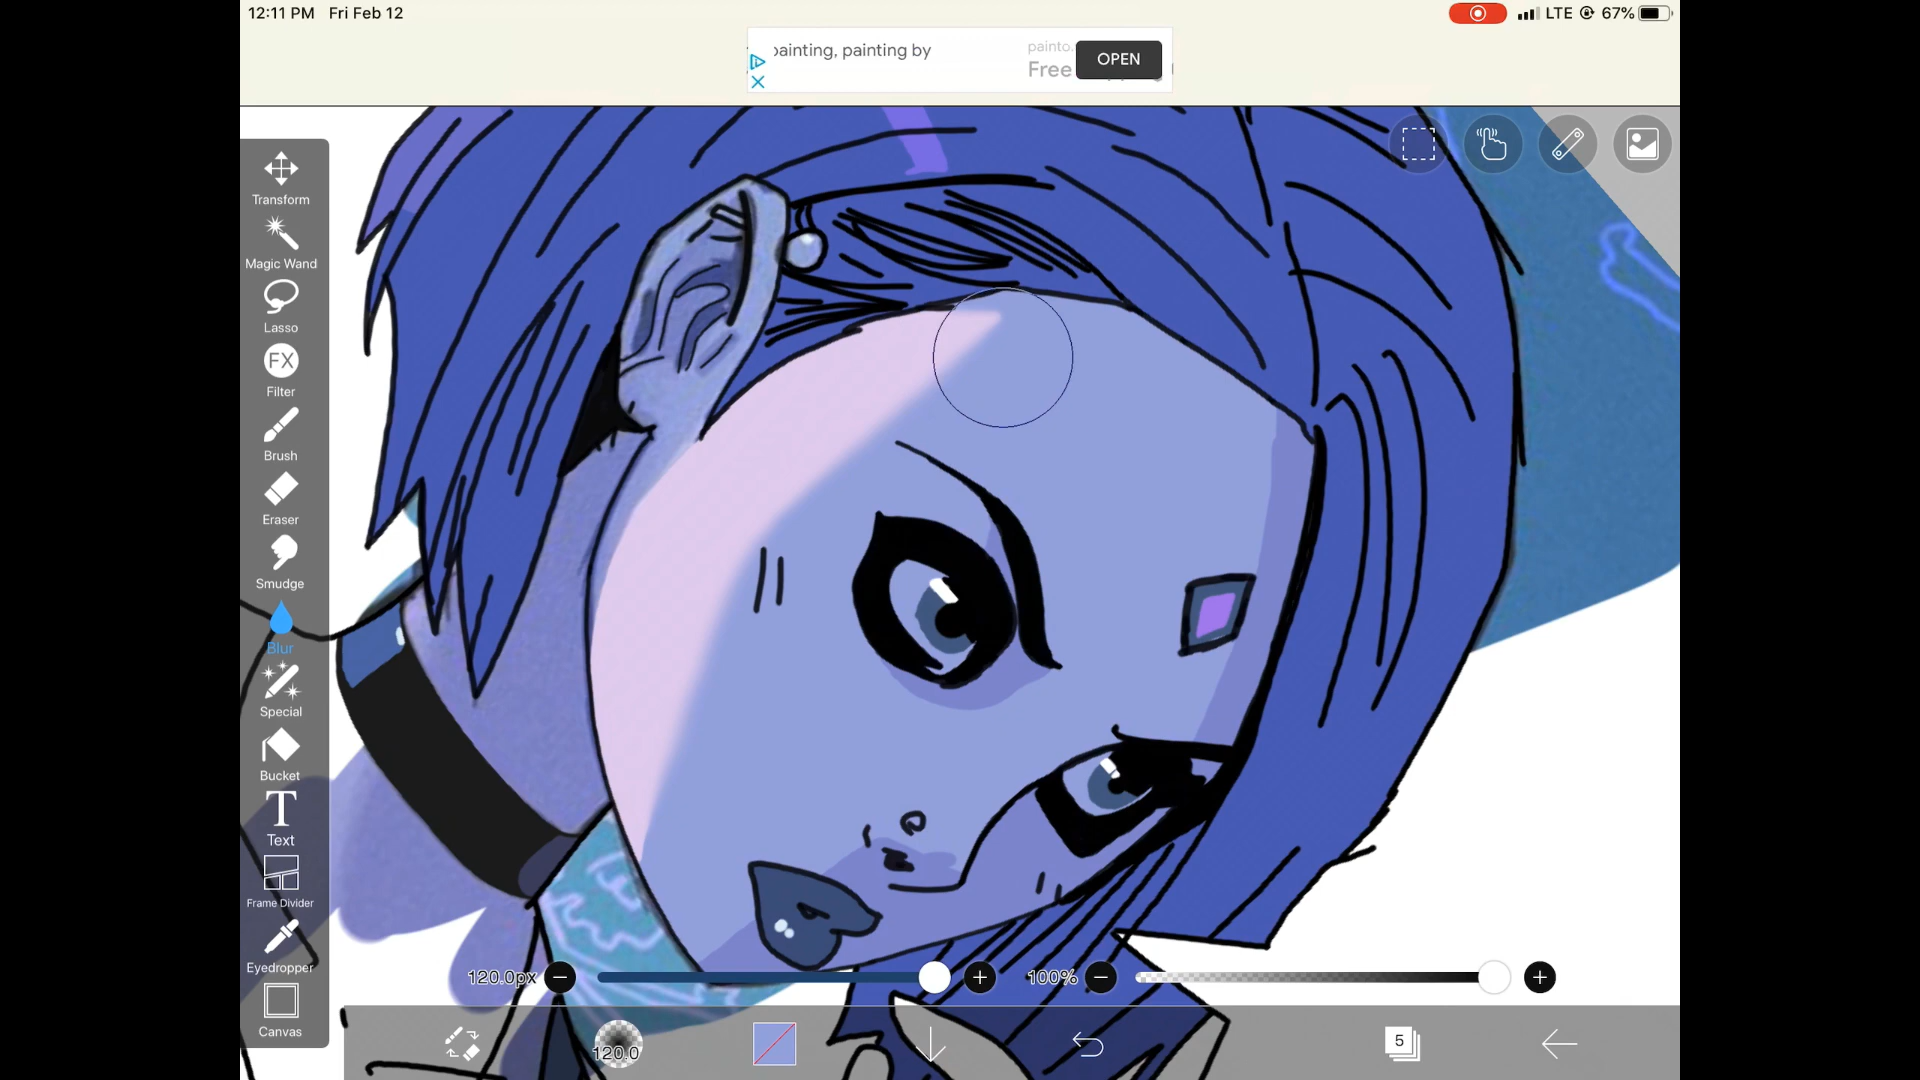 12:11 PM Fri Feb 12
LTE 67%
painting, painting by
painto.
Free
OPEN
Transform
Magic Wand
Lasso
FX
Filter
Brush
Eraser
Smudge
Blur
Special
Bucket
T
Text
Frame Divider
Eyedropper
Canvas
120.0px
100%
120.0
5